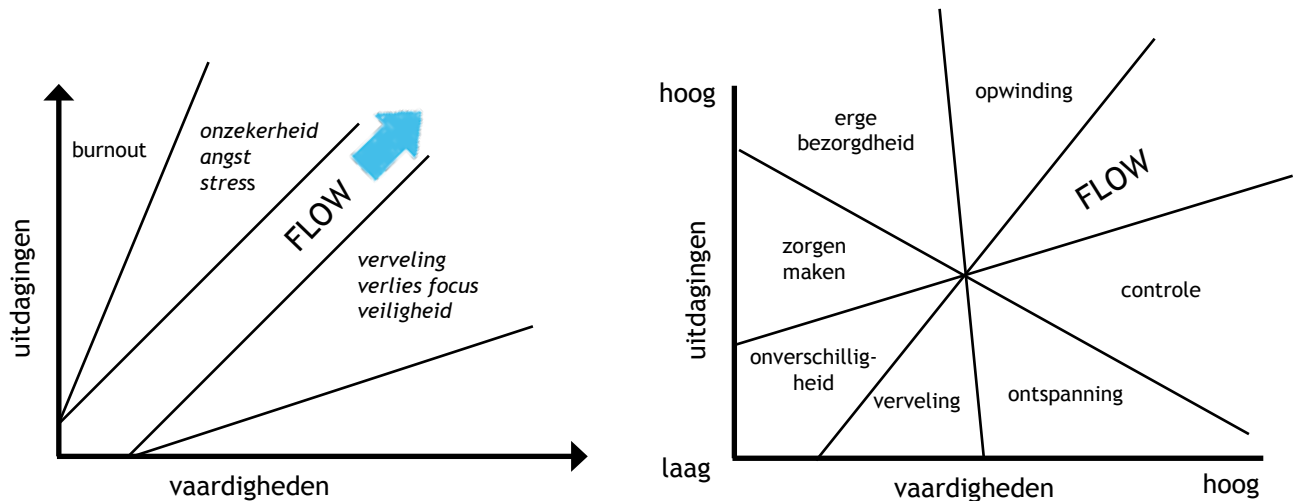 burnout
onzekerheid
angst
stress
FLOW
verveling
verlies focus
veiligheid
uitdagingen
vaardigheden
hoog
opwinding
erge
bezorgdheid
FLOW
zorgen
maken
controle
uitdagingen
onverschillig-
heid
verveling
ontspanning
laag
vaardigheden
hoog